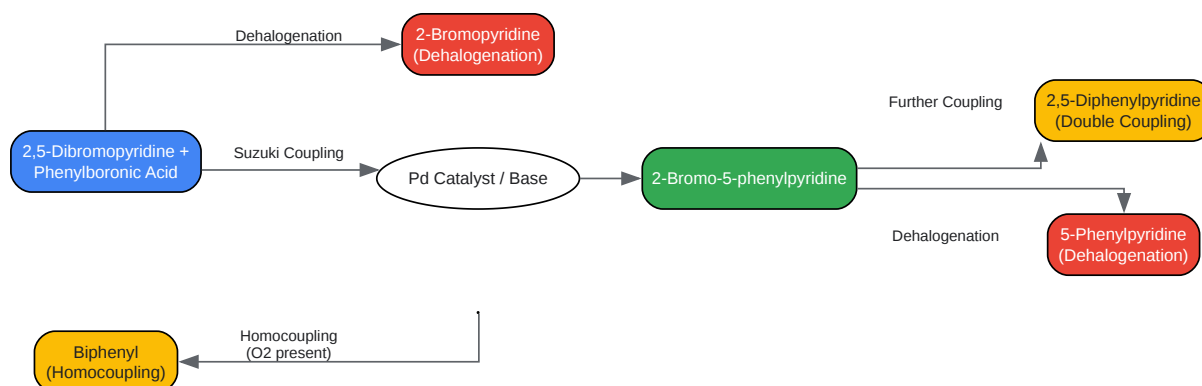 Dehalogenation
2-Bromopyridine
(Dehalogenation)
2,5-Dibromopyridine +
Phenylboronic Acid
Suzuki Coupling
Pd Catalyst / Base
2-Bromo-5-phenylpyridine
Further Coupling
2,5-Diphenylpyridine
(Double Coupling)
Dehalogenation
5-Phenylpyridine
(Dehalogenation)
Homocoupling
(O2 present)
Biphenyl
(Homocoupling)